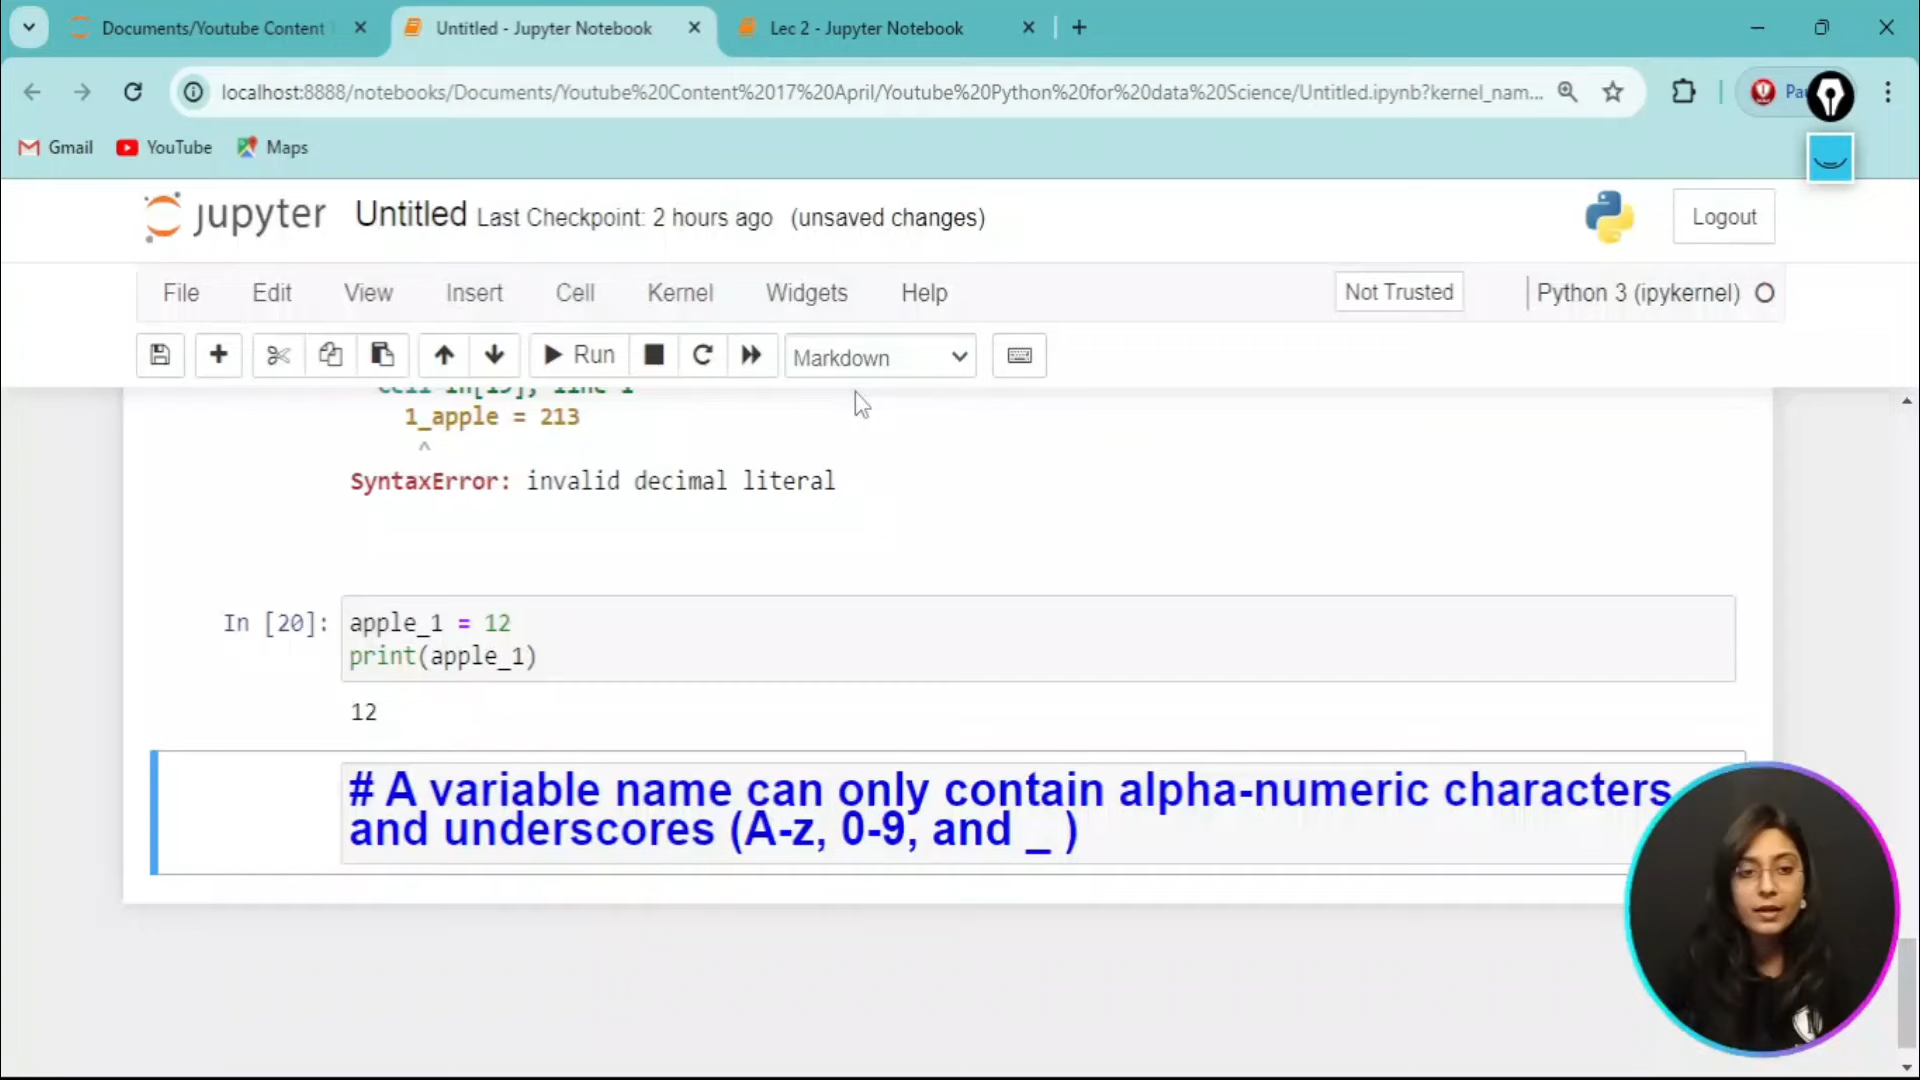 Documents/Youtube Content
Untitled - Jupyter Notebook
Lec 2 - Jupyter Notebook
localhost:8888/notebooks/Documents/Youtube%20Content%2017%20April/Youtube%20Python%20for%20data%20Science/Untitled.ipynb?kernel_nam...
Gmail
YouTube
Maps
jupyter
Untitled Last Checkpoint: 2 hours ago (unsaved changes)
Logout
File Edit View Insert Cell Kernel Widgets Help
Not Trusted
Python 3 (ipykernel)
Run
Markdown
1_apple = 213
^
SyntaxError: invalid decimal literal
In [20]:
apple_1 = 12
print(apple_1)
12
# A variable name can only contain alpha-numeric characters
and underscores (A-z, 0-9, and _ )